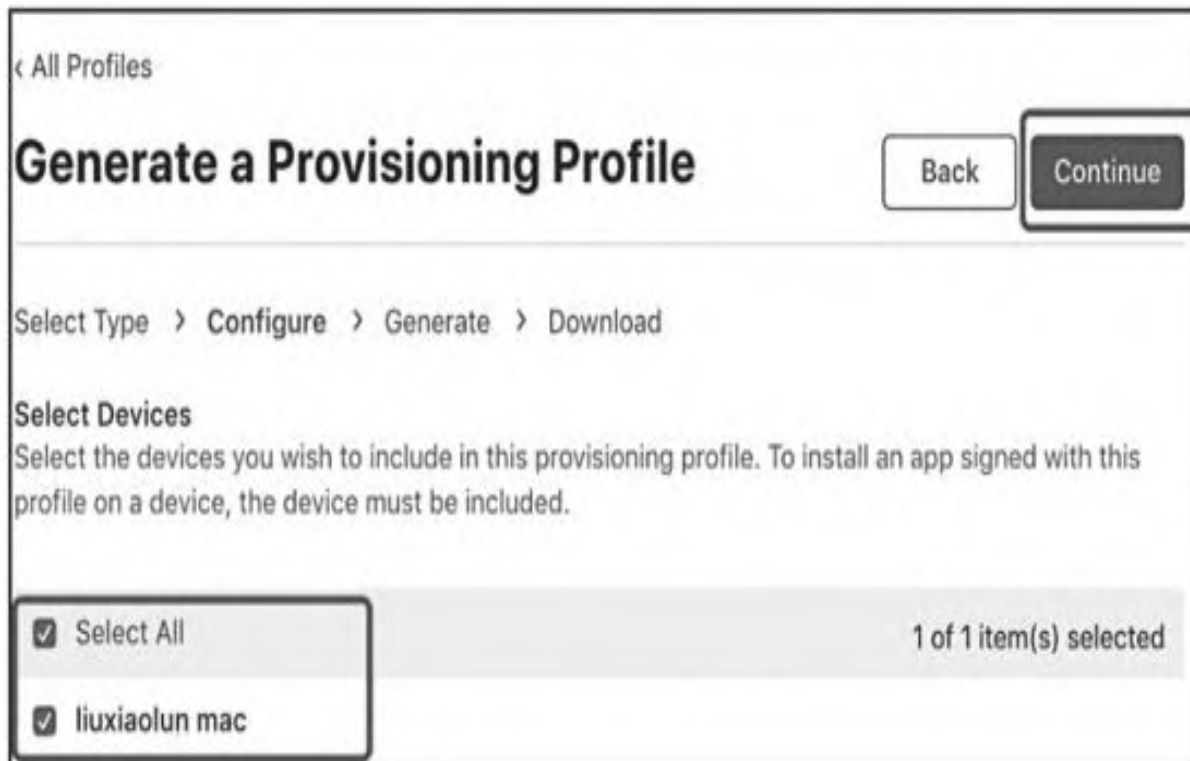 ‹ All Profiles
Generate a Provisioning Profile
Back
Continue
Select Type › Configure › Generate › Download
Select Devices
Select the devices you wish to include in this provisioning profile. To install an app signed with this
profile on a device, the device must be included.
Select All
1 of 1 item(s) selected
liuxiaolun mac